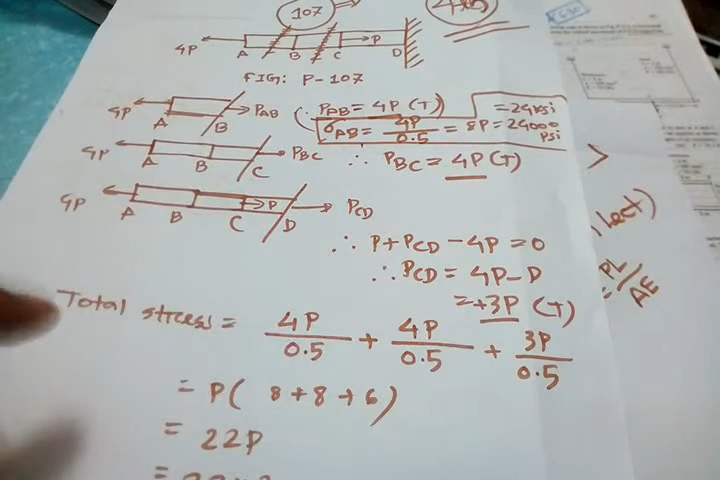 107
4P A B C P D
FIG: P-107
4P A B PAB
∴ PAB = 4P (T)
σAB = 4P/0.5 = 8P = 24000 psi
= 24 ksi
4P A B C PBC
∴ PBC = 4P (T)
4P A B C P D PCD
∴ P + PCD - 4P = 0
∴ PCD = 4P - D
= +3P (T)
= PL/AE
Total stress = 4P/0.5 + 4P/0.5 + 3P/0.5
= P( 8 + 8 + 6)
= 22P
=